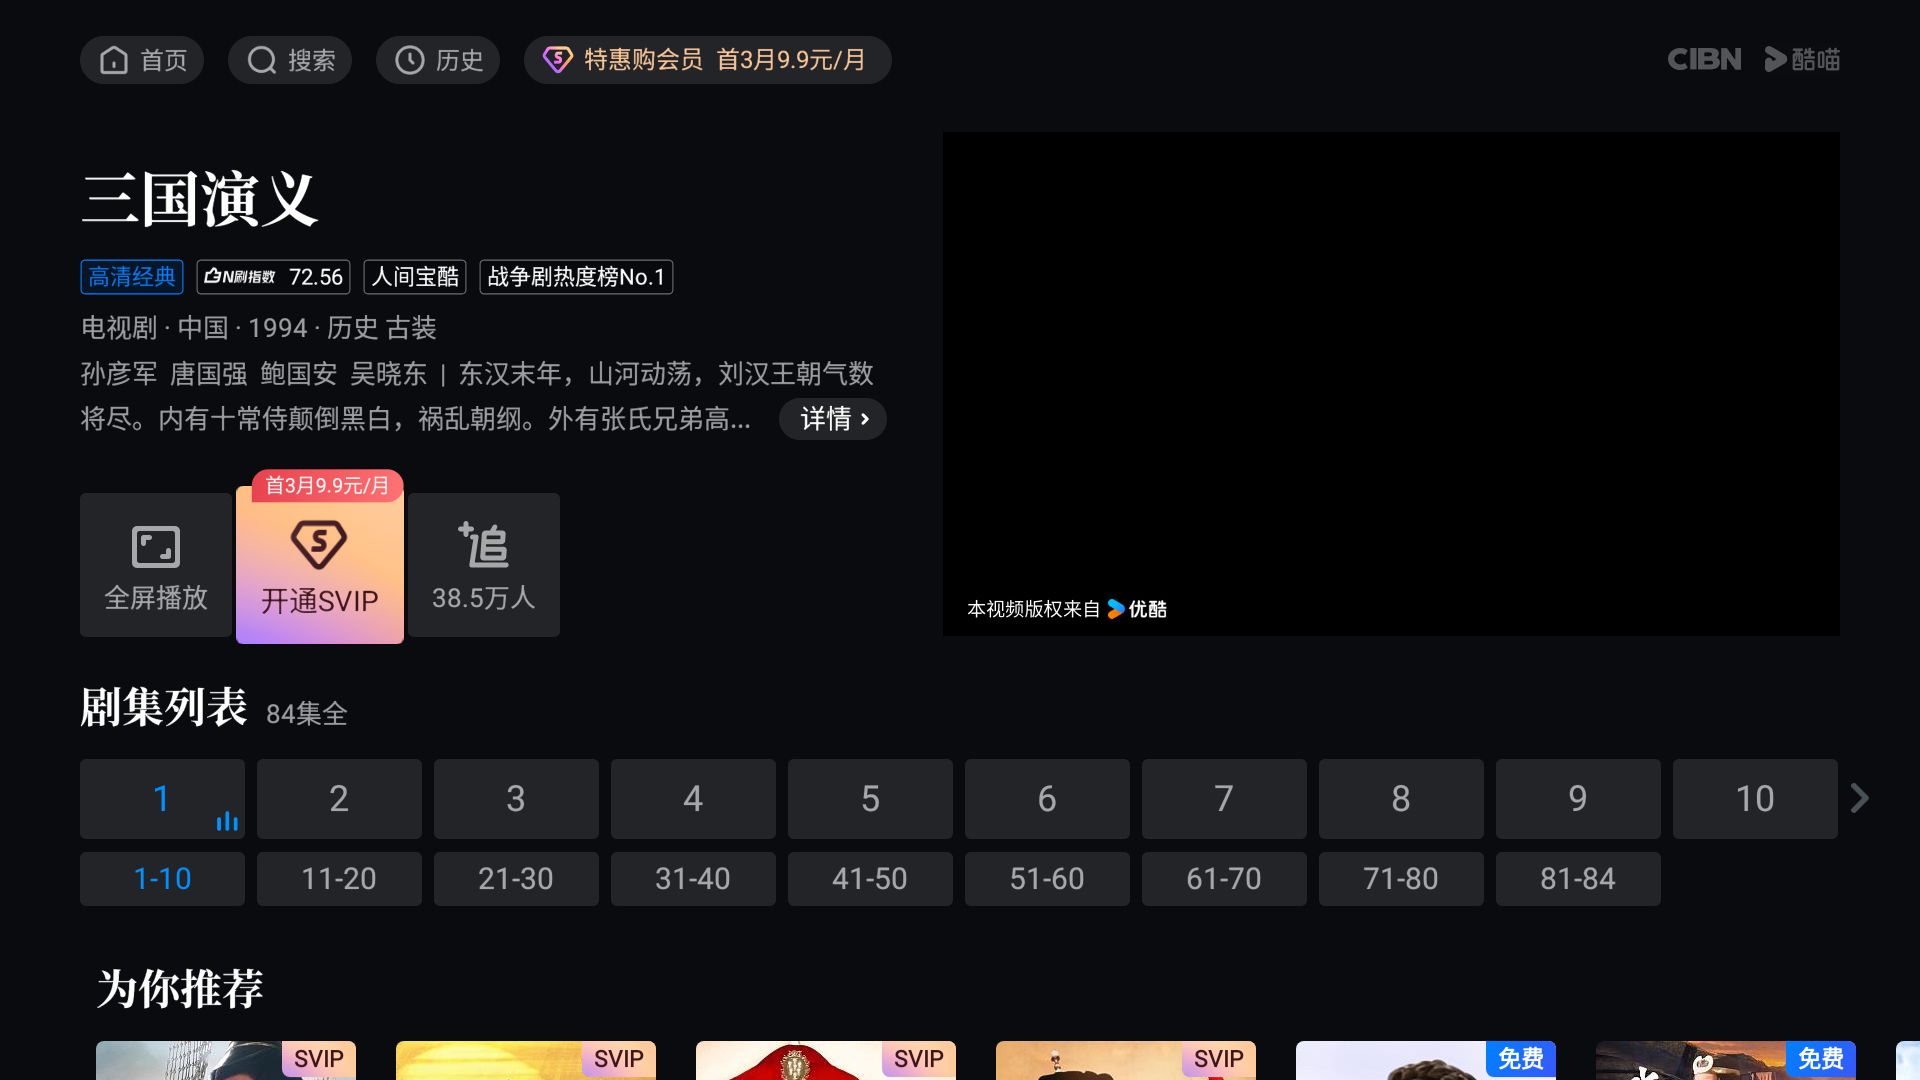 首页 搜索 历史 特惠购会员 首3月9.9元/月 CIBN 酷喵
三国演义
高清经典 N刷指数 72.56 人间宝酷 战争剧热度榜No.1
电视剧 · 中国 · 1994 · 历史 古装
孙彦军 唐国强 鲍国安 吴晓东 | 东汉末年，山河动荡，刘汉王朝气数
将尽。内有十常侍颠倒黑白，祸乱朝纲。外有张氏兄弟高... 详情
首3月9.9元/月
全屏播放 开通SVIP 追 38.5万人
本视频版权来自 优酷
剧集列表 84集全
1 2 3 4 5 6 7 8 9 10
1-10 11-20 21-30 31-40 41-50 51-60 61-70 71-80 81-84
为你推荐
SVIP SVIP SVIP SVIP 免费 免费